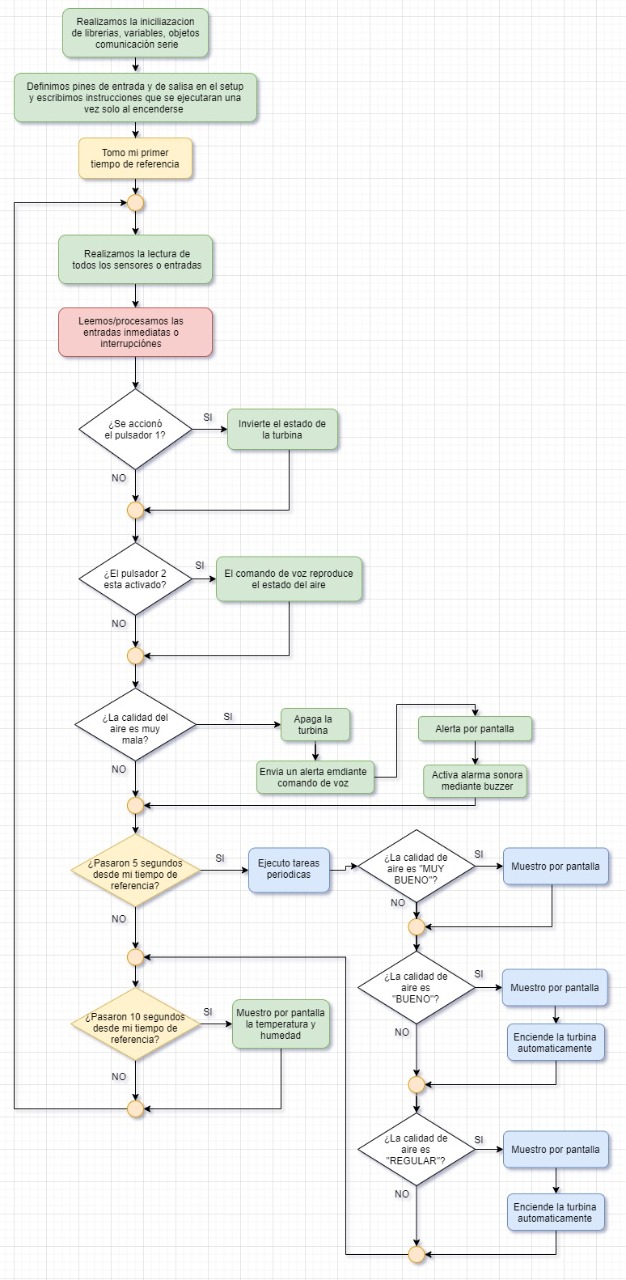 Realizamos la iniciliazacion
de librerias, variables, objetos
comunicación serie
Definimos pines de entrada y de salisa en el setup
y escribimos instrucciones que se ejecutaran una
vez solo al encenderse
Tomo mi primer
tiempo de referencia
Realizamos la lectura de
todos los sensores o entradas
Leemos/procesamos las
entradas inmediatas o
interrupciónes
¿Se accionó
el pulsador 1?
SI
Invierte el estado de
la turbina
NO
¿El pulsador 2
esta activado?
SI
El comando de voz reproduce
el estado del aire
NO
¿La calidad del
aire es muy
mala?
SI
Apaga la
turbina
Envia un alerta emdiante
comando de voz
Alerta por pantalla
Activa alarma sonora
mediante buzzer
NO
¿Pasaron 5 segundos
desde mi tiempo de
referencia?
SI
Ejecuto tareas
periodicas
¿La calidad de
aire es "MUY
BUENO"?
SI
Muestro por pantalla
NO
NO
¿La calidad de
aire es
"BUENO"?
SI
Muestro por pantalla
Enciende la turbina
automaticamente
NO
¿Pasaron 10 segundos
desde mi tiempo de
referencia?
SI
Muestro por pantalla
la temperatura y
humedad
NO
¿La calidad de
aire es
"REGULAR"?
SI
Muestro por pantalla
Enciende la turbina
automaticamente
NO